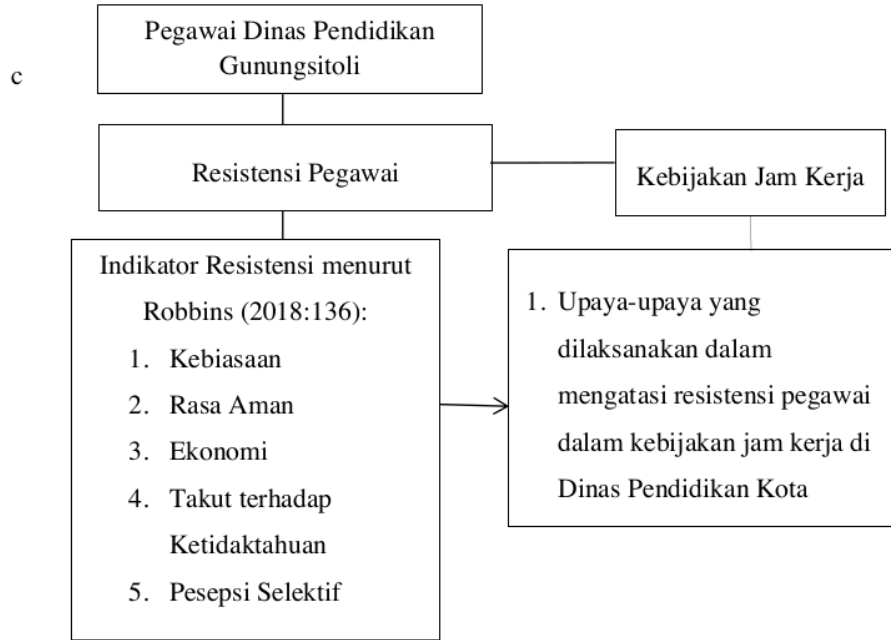 Pegawai Dinas Pendidikan
Gunungsitoli
c
Resistensi Pegawai
Kebijakan Jam Kerja
Indikator Resistensi menurut
Robbins (2018:136):
1. Kebiasaan
2. Rasa Aman
3. Ekonomi
4. Takut terhadap
Ketidaktahuan
5. Pesepsi Selektif
1. Upaya-upaya yang
dilaksanakan dalam
mengatasi resistensi pegawai
dalam kebijakan jam kerja di
Dinas Pendidikan Kota